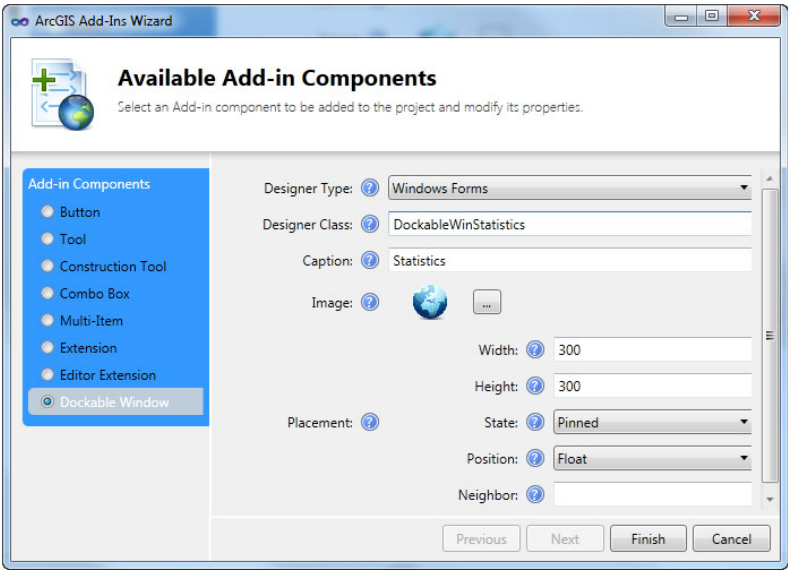 ArcGIS Add-Ins Wizard
Available Add-in Components
Select an Add-in component to be added to the project and modify its properties.
Add-in Components
Button
Tool
Construction Tool
Combo Box
Multi-Item
Extension
Editor Extension
Dockable Window
Designer Type: ? Windows Forms
Designer Class: ? DockableWinStatistics
Caption: ? Statistics
Image: ? ...
Width: ? 300
Height: ? 300
Placement: ? State: ? Pinned
Position: ? Float
Neighbor: ?
Previous Next Finish Cancel